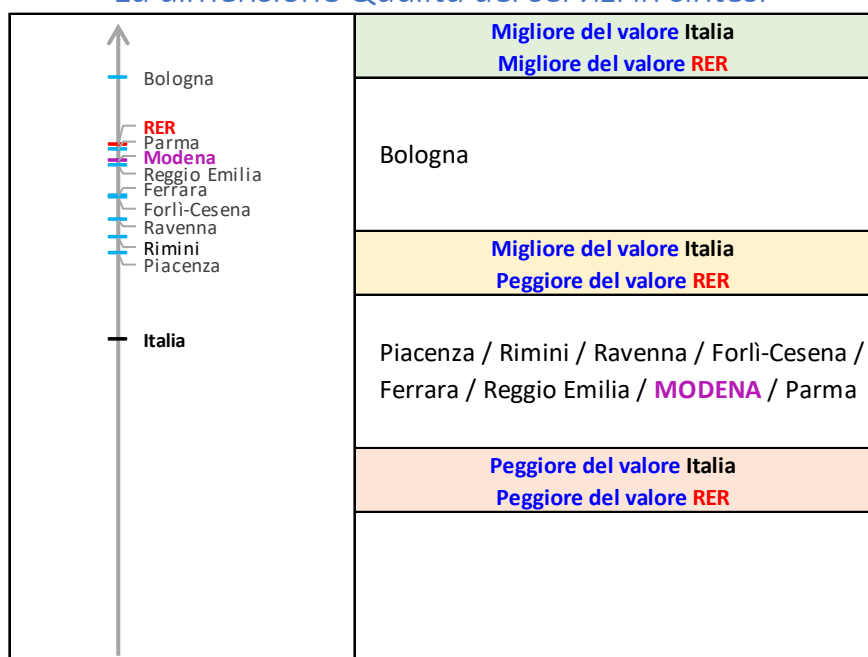 La dimensione Qualità dei servizi in sintesi
Bologna
RER
Parma
Modena
Reggio Emilia
Ferrara
Forlì-Cesena
Ravenna
Rimini
Piacenza
Italia
Migliore del valore Italia
Migliore del valore RER
Bologna
Migliore del valore Italia
Peggiore del valore RER
Piacenza / Rimini / Ravenna / Forlì-Cesena /
Ferrara / Reggio Emilia / MODENA / Parma
Peggiore del valore Italia
Peggiore del valore RER